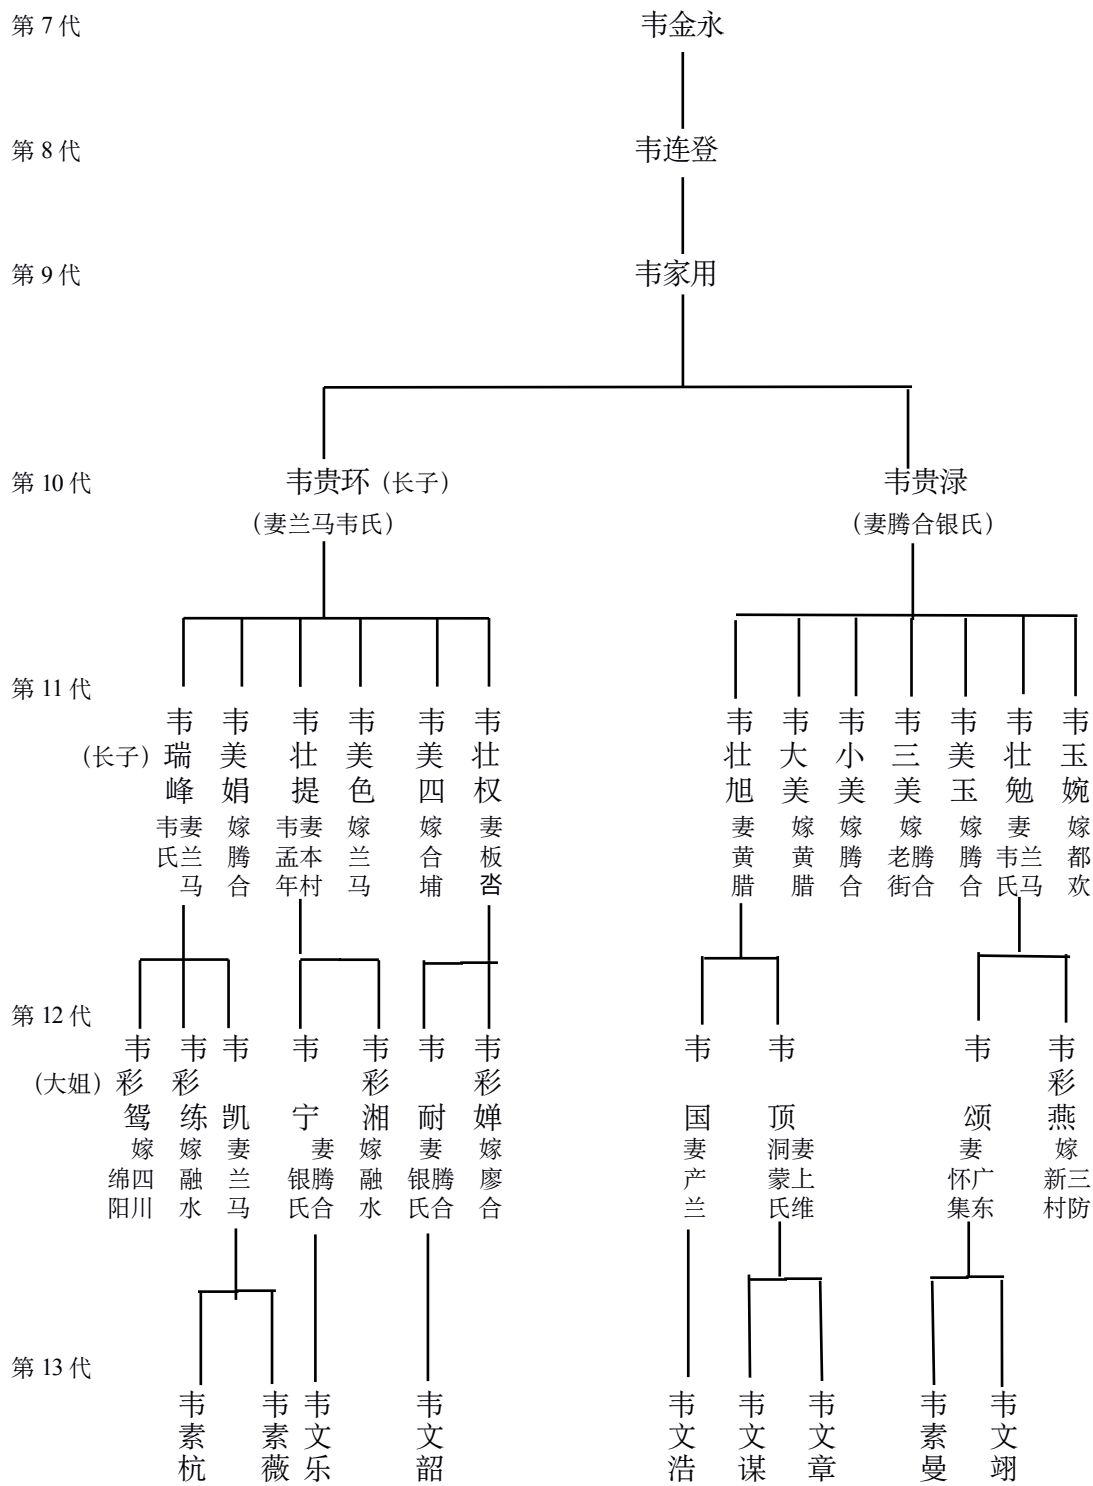 第 7 代
韦金永
第 8 代
韦连登
第 9 代
韦家用
第 10 代
韦贵环（长子）
（妻兰马韦氏）
韦贵渌
（妻腾合银氏）
第 11 代
（长子）
韦瑞峰
妻兰马
韦氏
韦美娟
嫁腾合
韦壮提
妻本村
韦孟年
韦美色
嫁兰马
韦美四
嫁合埔
韦壮权
妻板沓
韦壮旭
妻黄腊
韦大美
嫁黄腊
韦小美
嫁腾合
韦三美
嫁腾合
老街
韦美玉
嫁腾合
韦壮勉
妻兰马
韦氏
韦玉婉
嫁都欢
第 12 代
（大姐）
韦彩鸳
嫁四川
绵阳
韦彩练
嫁融水
韦凯
妻兰马
韦宁
妻腾合
银氏
韦彩湘
嫁融水
韦耐
妻腾合
银氏
韦彩婵
嫁廖合
韦国
妻产兰
韦顶
妻上维
洞蒙氏
韦颂
妻广东
怀集
韦彩燕
嫁三防
新村
第 13 代
韦素杭
韦素薇
韦文乐
韦文韶
韦文浩
韦文谋
韦文章
韦素曼
韦文翊